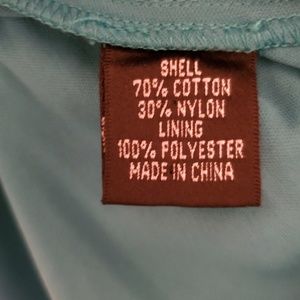 SHELL
70% COTTON
30% NYLON
LINING
100% POLYESTER
MADE IN CHINA